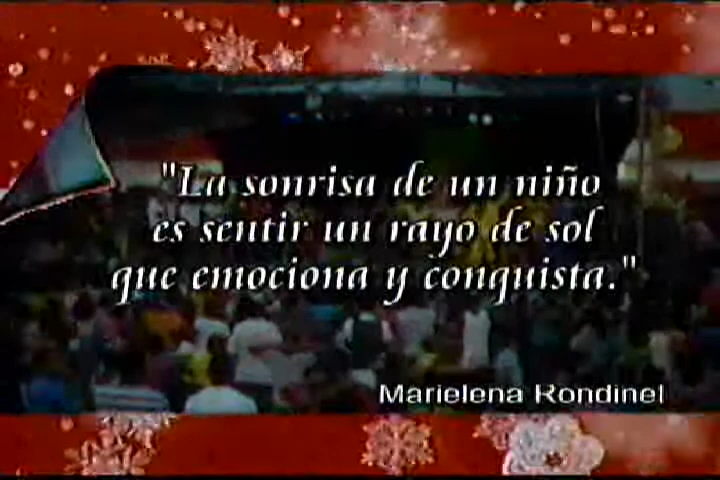 "La sonrisa de un niño
es sentir un rayo de sol
que emociona y conquista."
Marielena Rondinel